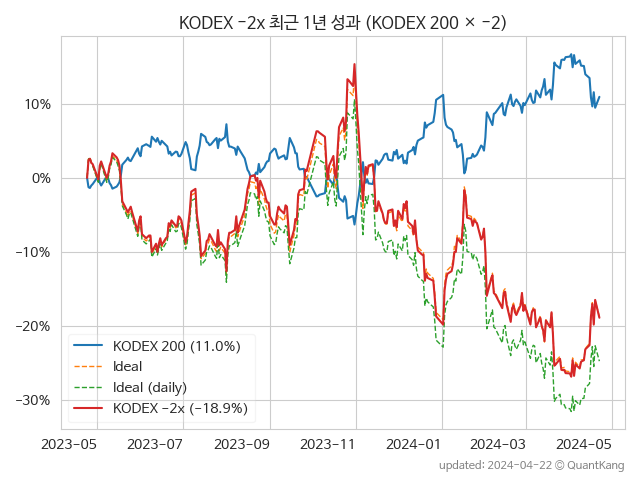 KODEX -2x 최근 1년 성과 (KODEX 200 × -2)
10%
0%
−10%
−20%
−30%
KODEX 200 (11.0%)
Ideal
Ideal (daily)
KODEX -2x (-18.9%)
2023-05
2023-07
2023-09
2023-11
2024-01
2024-03
2024-05
updated: 2024-04-22 © QuantKang